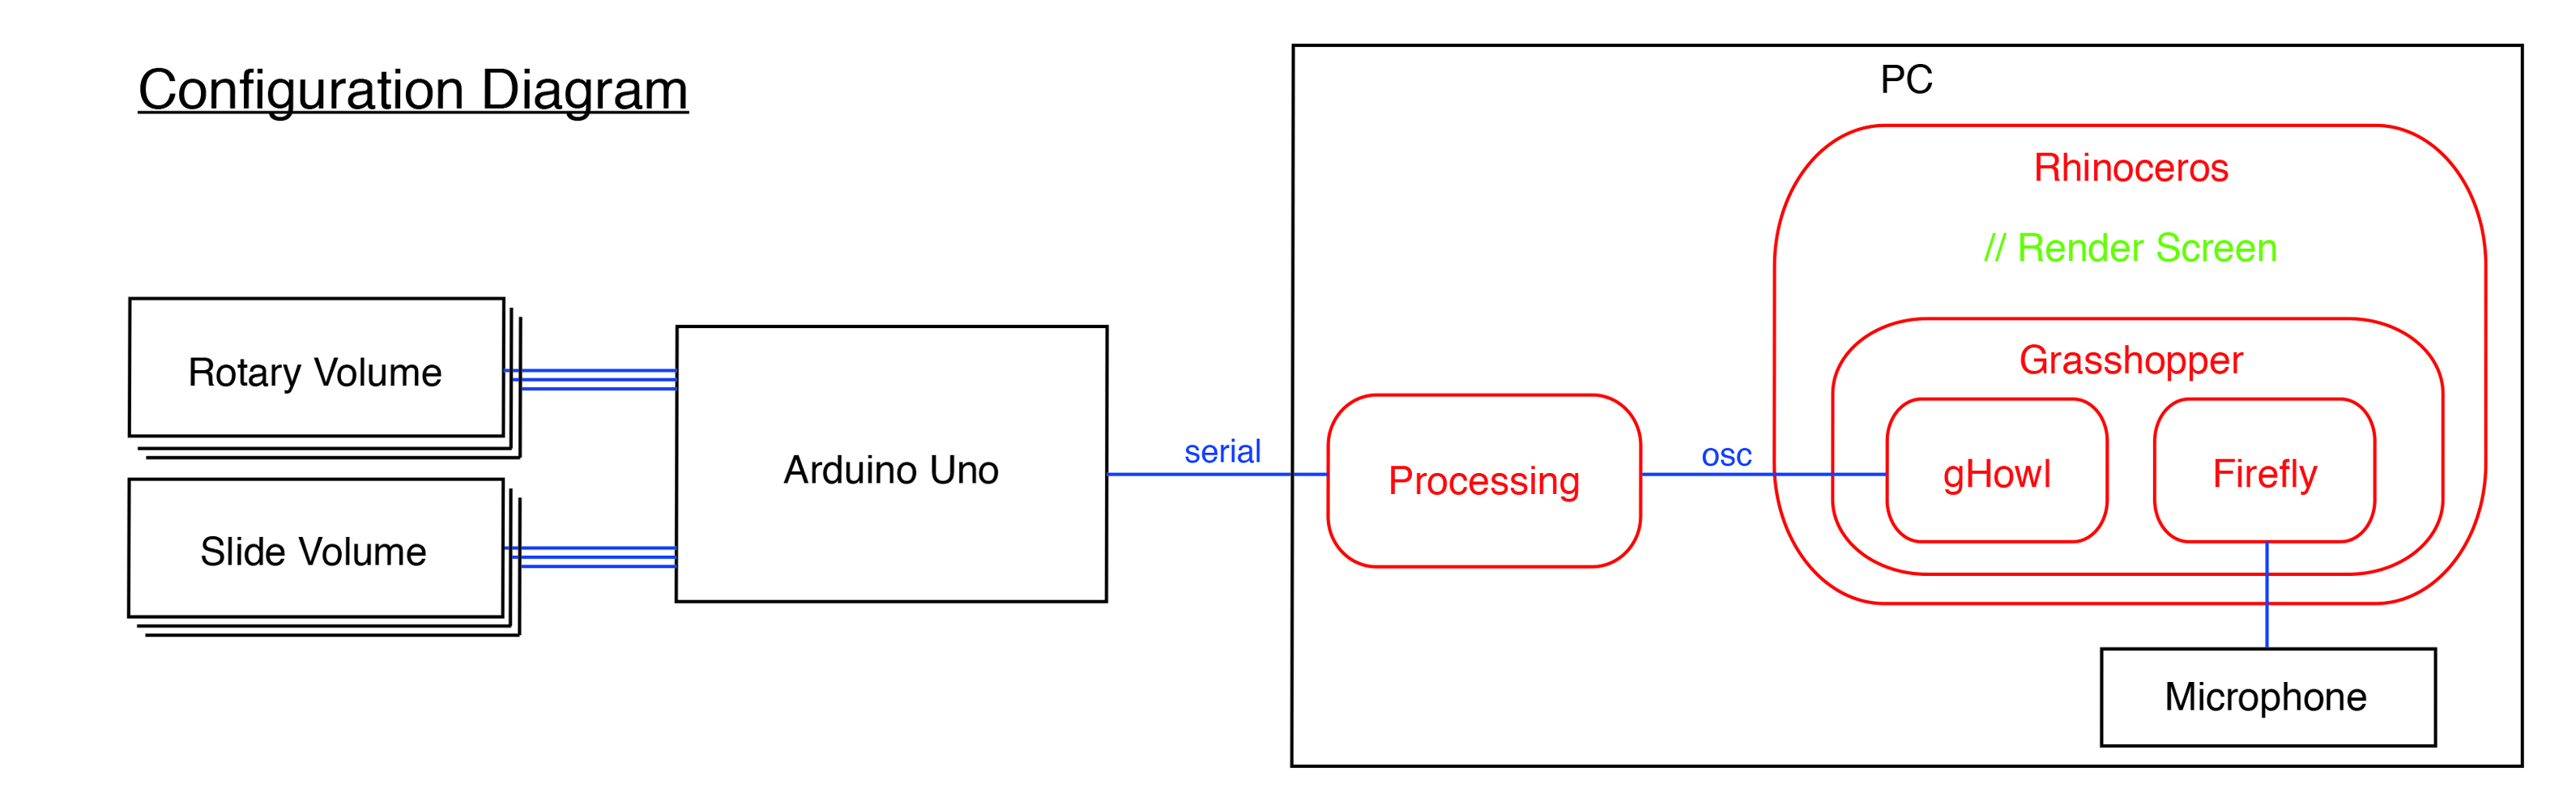 Configuration Diagram
PC
Rhinoceros
// Render Screen
Grasshopper
gHowl
Firefly
Rotary Volume
Slide Volume
Arduino Uno
serial
Processing
osc
Microphone